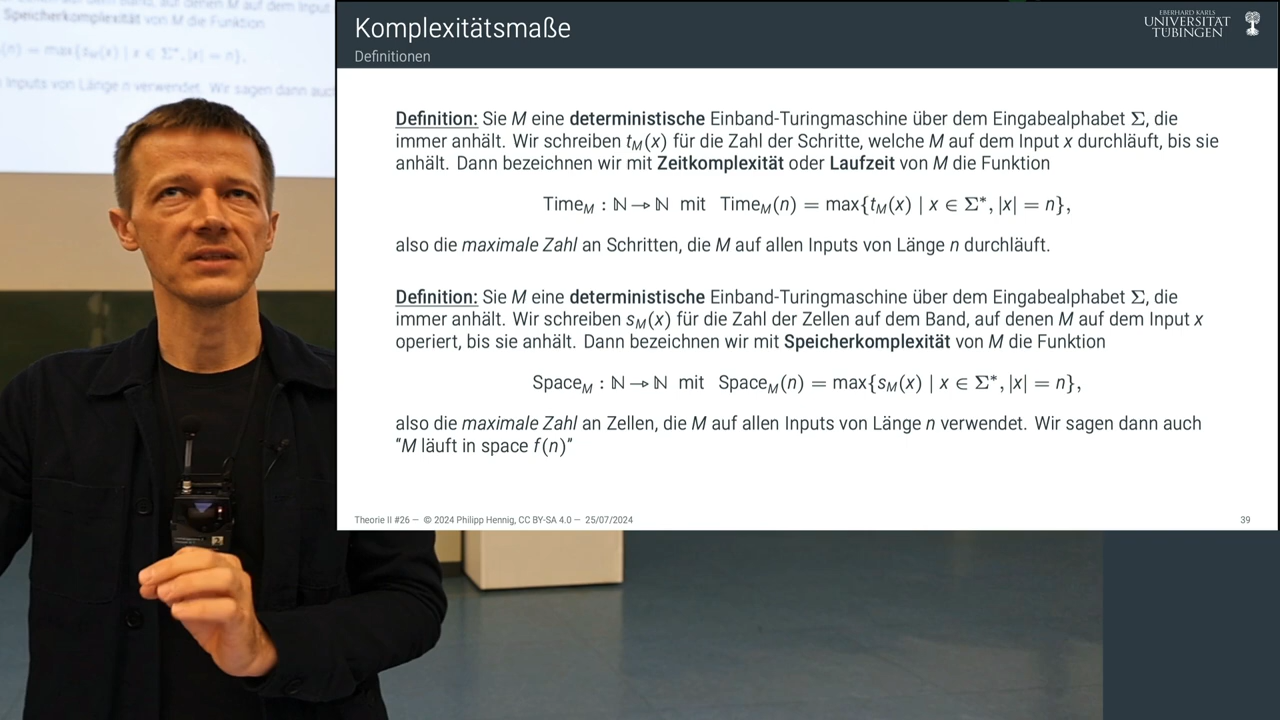 auf dem Input
Speicherkomplexität von M die Funktion
(n) = max{s_M(x) | x ∈ Σ*, |x| = n},
Inputs von Länge n verwendet. Wir sagen dann auc
Komplexitätsmaße
Definitionen
EBERHARD KARLS
UNIVERSITÄT
TÜBINGEN
Definition: Sie M eine deterministische Einband-Turingmaschine über dem Eingabealphabet Σ, die
immer anhält. Wir schreiben t_M(x) für die Zahl der Schritte, welche M auf dem Input x durchläuft, bis sie
anhält. Dann bezeichnen wir mit Zeitkomplexität oder Laufzeit von M die Funktion
Time_M : ℕ → ℕ mit Time_M(n) = max{t_M(x) | x ∈ Σ*, |x| = n},
also die maximale Zahl an Schritten, die M auf allen Inputs von Länge n durchläuft.
Definition: Sie M eine deterministische Einband-Turingmaschine über dem Eingabealphabet Σ, die
immer anhält. Wir schreiben s_M(x) für die Zahl der Zellen auf dem Band, auf denen M auf dem Input x
operiert, bis sie anhält. Dann bezeichnen wir mit Speicherkomplexität von M die Funktion
Space_M : ℕ → ℕ mit Space_M(n) = max{s_M(x) | x ∈ Σ*, |x| = n},
also die maximale Zahl an Zellen, die M auf allen Inputs von Länge n verwendet. Wir sagen dann auch
“M läuft in space f(n)”
Theorie II #26 — © 2024 Philipp Hennig, CC BY-SA 4.0 — 25/07/2024
39